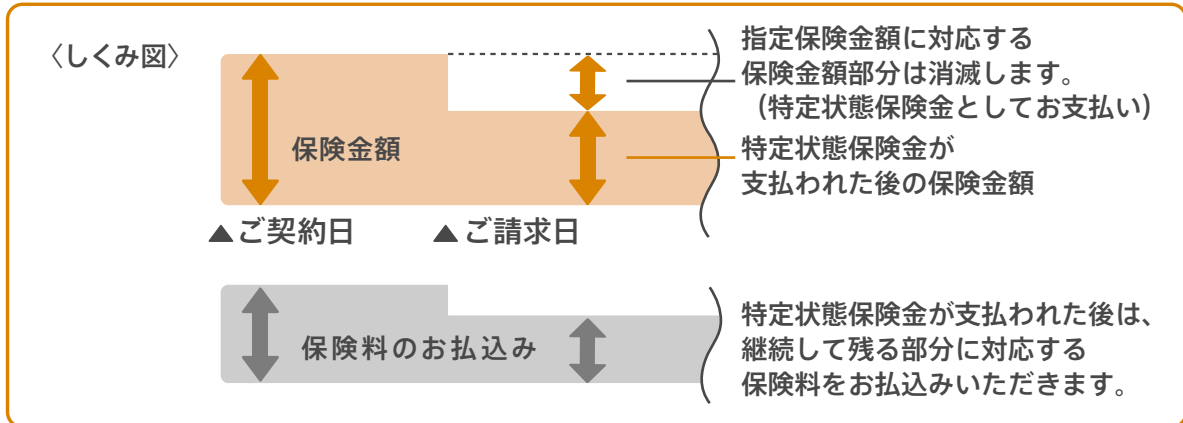 〈しくみ図〉
指定保険金額に対応する
保険金額部分は消滅します。
（特定状態保険金としてお支払い）
保険金額
特定状態保険金が
支払われた後の保険金額
▲ご契約日
▲ご請求日
保険料のお払込み
特定状態保険金が支払われた後は、
継続して残る部分に対応する
保険料をお払込みいただきます。